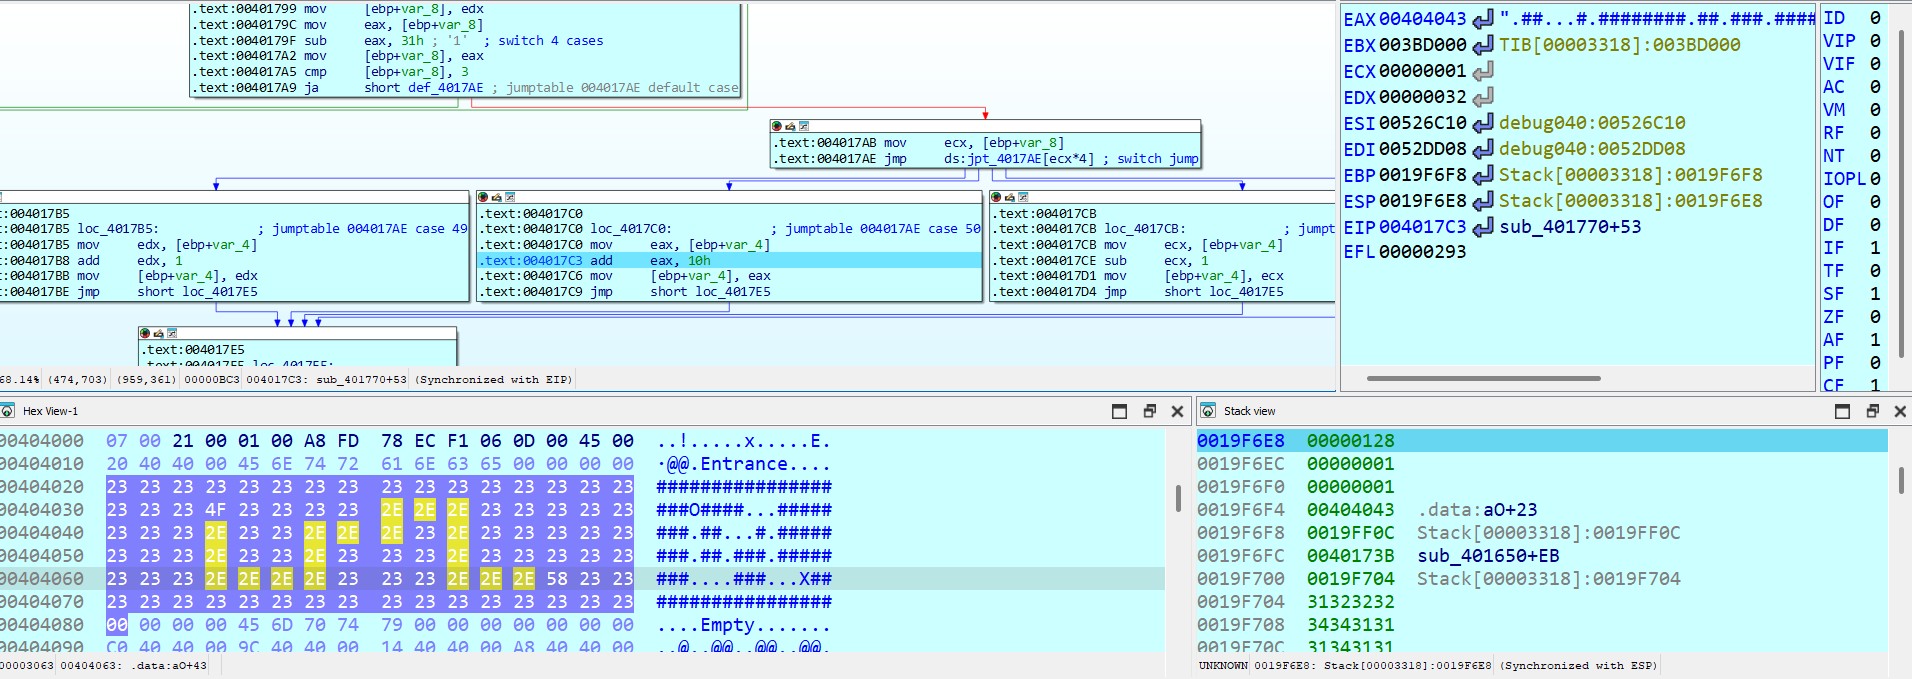 .text:00401799 mov [ebp+var_8], edx
.text:0040179C mov eax, [ebp+var_8]
.text:0040179F sub eax, 31h ; '1' ; switch 4 cases
.text:004017A2 mov [ebp+var_8], eax
.text:004017A5 cmp [ebp+var_8], 3
.text:004017A9 ja short def_4017AE ; jumptable 004017AE default case
.text:004017AB mov ecx, [ebp+var_8]
.text:004017AE jmp ds:jpt_4017AE[ecx*4] ; switch jump
t:004017B5
t:004017B5 loc_4017B5: ; jumptable 004017AE case 49
t:004017B5 mov edx, [ebp+var_4]
t:004017B8 add edx, 1
t:004017BB mov [ebp+var_4], edx
t:004017BE jmp short loc_4017E5
.text:004017C0
.text:004017C0 loc_4017C0: ; jumptable 004017AE case 50
.text:004017C0 mov eax, [ebp+var_4]
.text:004017C3 add eax, 10h
.text:004017C6 mov [ebp+var_4], eax
.text:004017C9 jmp short loc_4017E5
.text:004017CB
.text:004017CB loc_4017CB: ; jumpt
.text:004017CB mov ecx, [ebp+var_4]
.text:004017CE sub ecx, 1
.text:004017D1 mov [ebp+var_4], ecx
.text:004017D4 jmp short loc_4017E5
.text:004017E5
.text:004017E5 loc_4017E5:
68.14% (474,703) (959,361) 00000BC3 004017C3: sub_401770+53 (Synchronized with EIP)
EAX 00404043 ".##...#.########.##.###.####
EBX 003BD000 TIB[00003318]:003BD000
ECX 00000001
EDX 00000032
ESI 00526C10 debug040:00526C10
EDI 0052DD08 debug040:0052DD08
EBP 0019F6F8 Stack[00003318]:0019F6F8
ESP 0019F6E8 Stack[00003318]:0019F6E8
EIP 004017C3 sub_401770+53
EFL 00000293
ID 0
VIP 0
VIF 0
AC 0
VM 0
RF 0
NT 0
IOPL 0
OF 0
DF 0
IF 1
TF 0
SF 1
ZF 0
AF 1
PF 0
CF 1
Hex View-1
00404000 07 00 21 00 01 00 A8 FD 78 EC F1 06 0D 00 45 00 ..!.....x.....E.
00404010 20 40 40 00 45 6E 74 72 61 6E 63 65 00 00 00 00 ·@@.Entrance....
00404020 23 23 23 23 23 23 23 23 23 23 23 23 23 23 23 23 ################
00404030 23 23 23 4F 23 23 23 23 2E 2E 2E 23 23 23 23 23 ###O####...#####
00404040 23 23 23 2E 23 23 2E 2E 2E 23 2E 23 23 23 23 23 ###.##...#.#####
00404050 23 23 23 2E 23 23 2E 23 23 23 2E 23 23 23 23 23 ###.##.###.#####
00404060 23 23 23 2E 2E 2E 2E 23 23 23 2E 2E 2E 58 23 23 ###....###...X##
00404070 23 23 23 23 23 23 23 23 23 23 23 23 23 23 23 23 ################
00404080 00 00 00 00 45 6D 70 74 79 00 00 00 00 00 00 00 ....Empty.......
00404090 C0 40 40 00 9C 40 40 00 14 40 40 00 A8 40 40 00 .@..@@..@@..@@..
00003063 00404063: .data:aO+43
Stack view
0019F6E8 00000128
0019F6EC 00000001
0019F6F0 00000001
0019F6F4 00404043 .data:aO+23
0019F6F8 0019FF0C Stack[00003318]:0019FF0C
0019F6FC 0040173B sub_401650+EB
0019F700 0019F704 Stack[00003318]:0019F704
0019F704 31323232
0019F708 34343131
0019F70C 31343131
UNKNOWN 0019F6E8: Stack[00003318]:0019F6E8 (Synchronized with ESP)